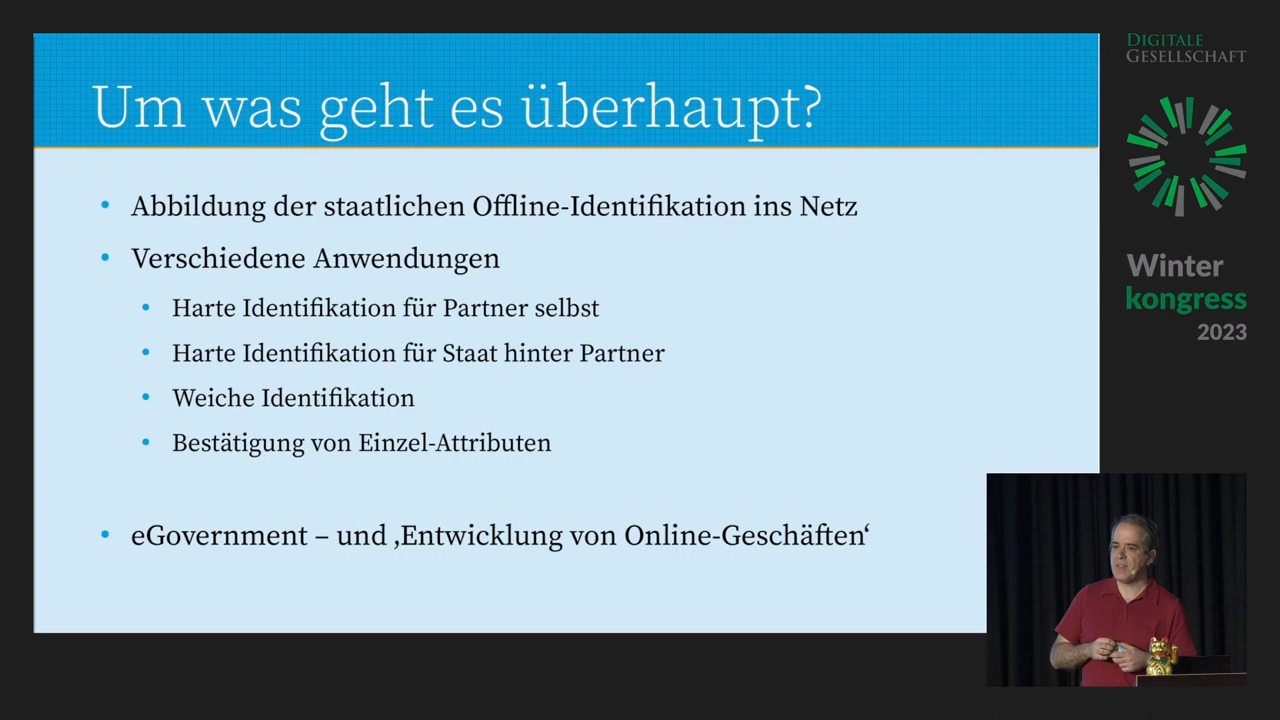 Um was geht es überhaupt?
Abbildung der staatlichen Offline-Identifikation ins Netz
Verschiedene Anwendungen
Harte Identifikation für Partner selbst
Harte Identifikation für Staat hinter Partner
Weiche Identifikation
Bestätigung von Einzel-Attributen
eGovernment – und ‚Entwicklung von Online-Geschäften‘
DIGITALE
GESELLSCHAFT
Winter
kongress
2023